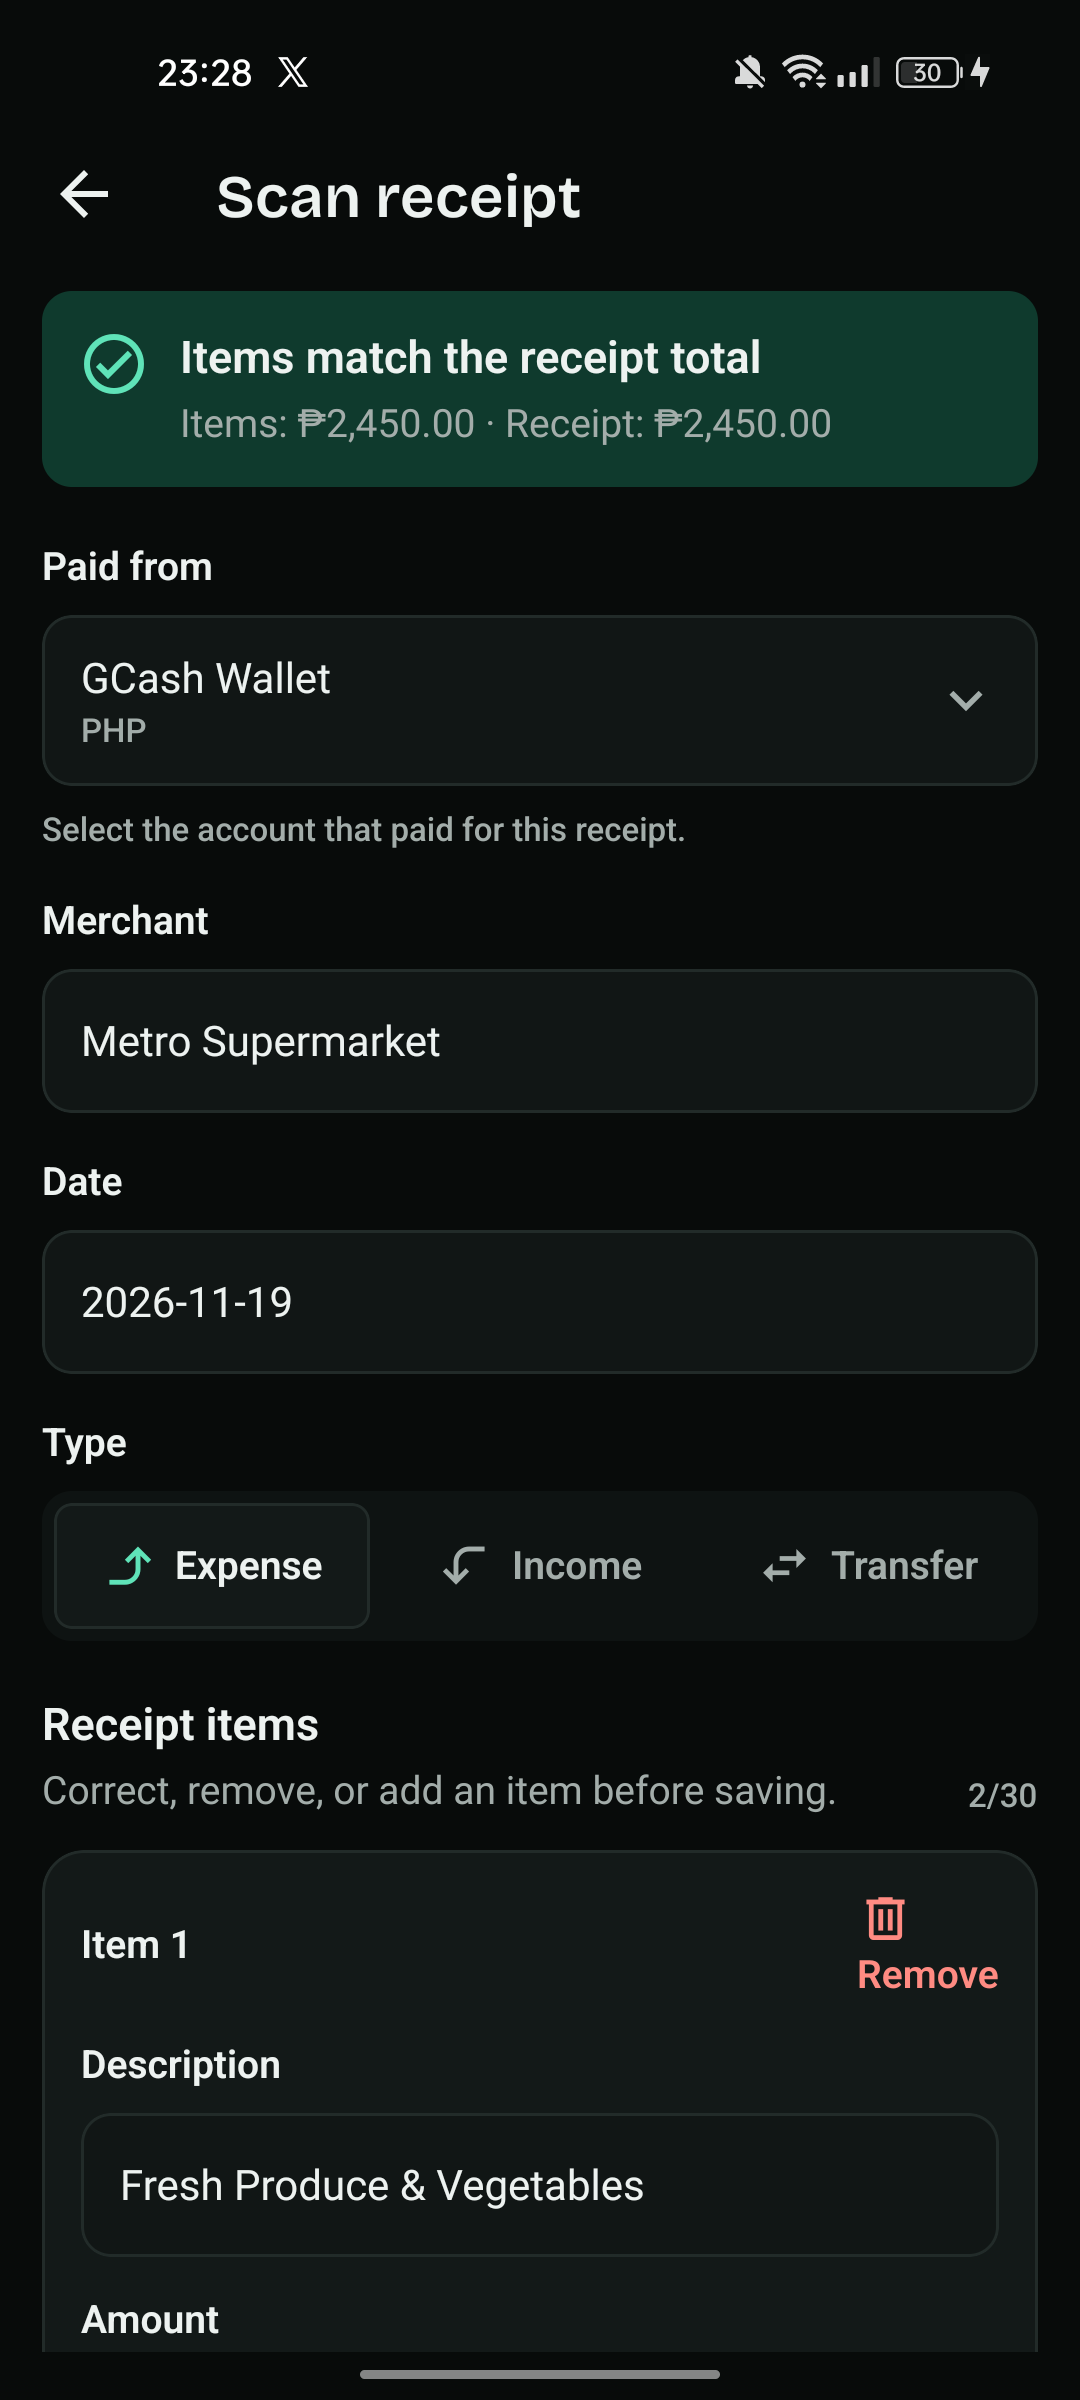 23:28
30
Scan receipt
Items match the receipt total
Items: ₱2,450.00 · Receipt: ₱2,450.00
Paid from
GCash Wallet
PHP
Select the account that paid for this receipt.
Merchant
Metro Supermarket
Date
2026-11-19
Type
Expense Income Transfer
Receipt items
Correct, remove, or add an item before saving. 2/30
Item 1
Remove
Description
Fresh Produce & Vegetables
Amount